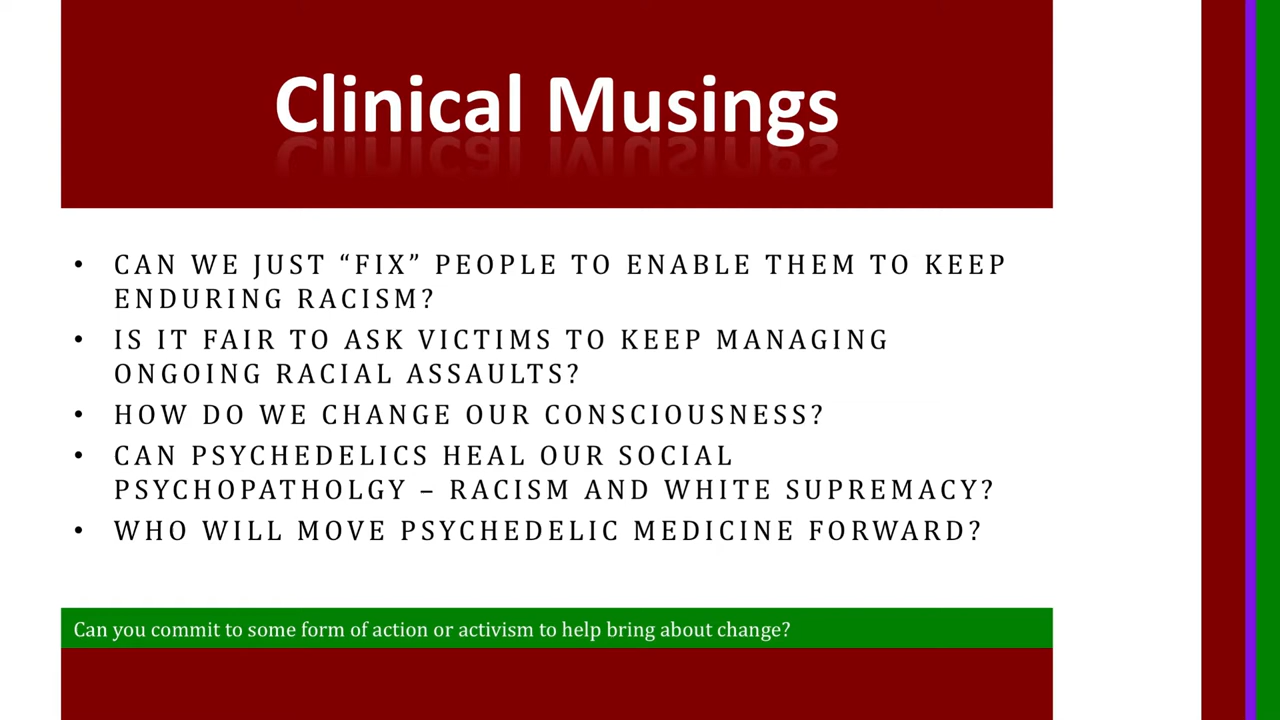 Clinical Musings
• CAN WE JUST “FIX” PEOPLE TO ENABLE THEM TO KEEP
ENDURING RACISM?
• IS IT FAIR TO ASK VICTIMS TO KEEP MANAGING
ONGOING RACIAL ASSAULTS?
• HOW DO WE CHANGE OUR CONSCIOUSNESS?
• CAN PSYCHEDELICS HEAL OUR SOCIAL
PSYCHOPATHOLGY – RACISM AND WHITE SUPREMACY?
• WHO WILL MOVE PSYCHEDELIC MEDICINE FORWARD?
Can you commit to some form of action or activism to help bring about change?